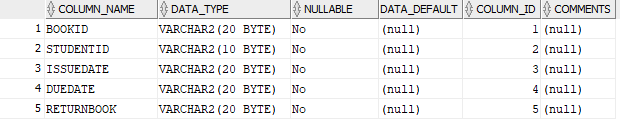 COLUMN_NAME DATA_TYPE NULLABLE DATA_DEFAULT COLUMN_ID COMMENTS
1 BOOKID VARCHAR2(20 BYTE) No (null) 1 (null)
2 STUDENTID VARCHAR2(10 BYTE) No (null) 2 (null)
3 ISSUEDATE VARCHAR2(20 BYTE) No (null) 3 (null)
4 DUEDATE VARCHAR2(20 BYTE) No (null) 4 (null)
5 RETURNBOOK VARCHAR2(20 BYTE) No (null) 5 (null)